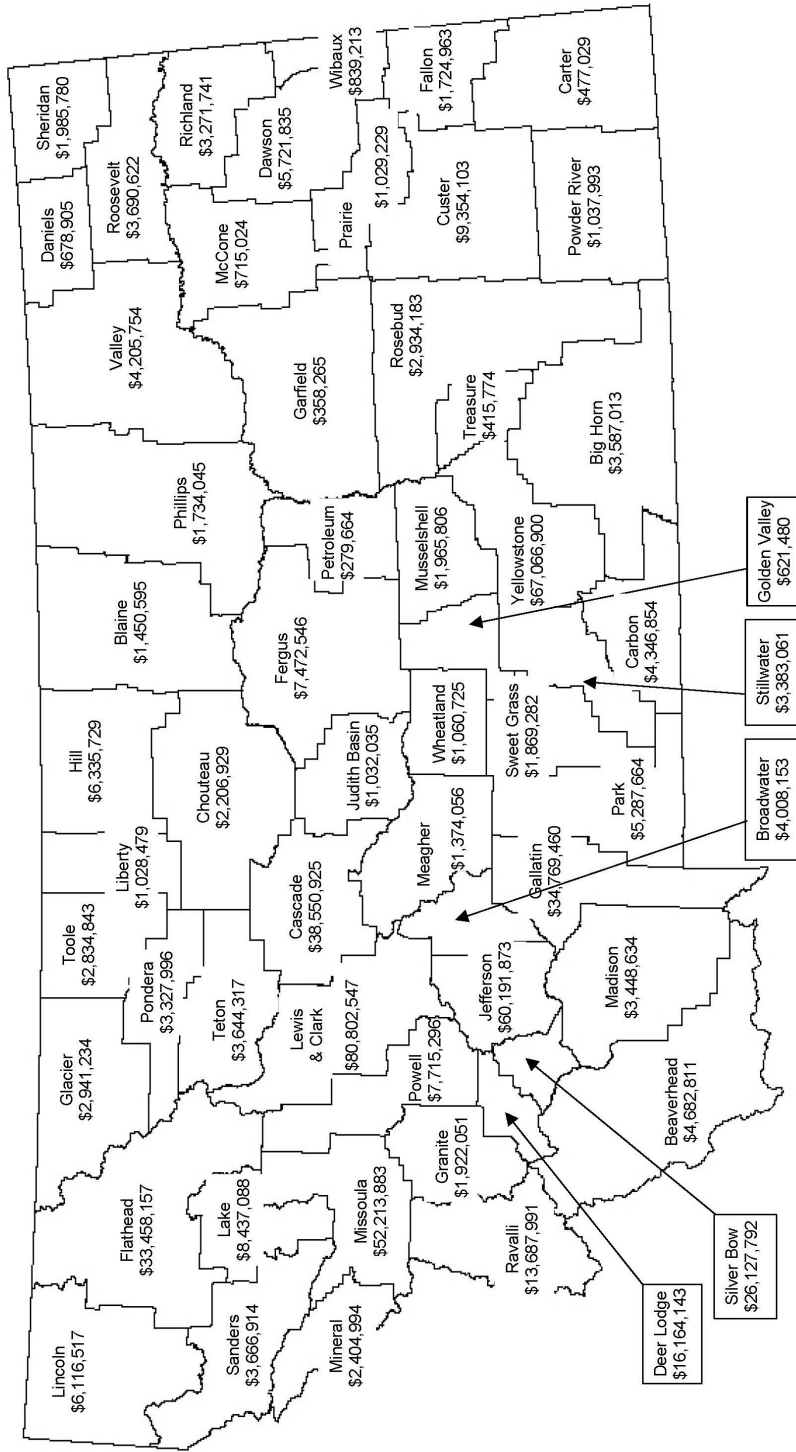 Lincoln
$6,116,517
Flathead
$33,458,157
Glacier
$2,941,234
Toole
$2,834,843
Liberty
$1,028,479
Hill
$6,335,729
Blaine
$1,450,595
Phillips
$1,734,045
Valley
$4,205,754
Daniels
$678,905
Sheridan
$1,985,780
Roosevelt
$3,690,622
Sanders
$3,666,914
Lake
$8,437,088
Pondera
$3,327,996
Teton
$3,644,317
Chouteau
$2,206,929
Richland
$3,271,741
McCone
$715,024
Dawson
$5,721,835
Garfield
$358,265
Mineral
$2,404,994
Missoula
$52,213,883
Lewis
& Clark
$80,802,547
Cascade
$38,550,925
Judith Basin
$1,032,035
Fergus
$7,472,546
Petroleum
$279,664
Prairie
$1,029,229
Wibaux
$839,213
Powell
$7,715,296
Granite
$1,922,051
Meagher
$1,374,056
Wheatland
$1,060,725
Musselshell
$1,965,806
Rosebud
$2,934,183
Treasure
$415,774
Custer
$9,354,103
Fallon
$1,724,963
Ravalli
$13,687,991
Jefferson
$60,191,873
Gallatin
$34,769,460
Sweet Grass
$1,869,282
Yellowstone
$67,066,900
Big Horn
$3,587,013
Powder River
$1,037,993
Carter
$477,029
Beaverhead
$4,682,811
Madison
$3,448,634
Park
$5,287,664
Carbon
$4,346,854
Deer Lodge
$16,164,143
Silver Bow
$26,127,792
Broadwater
$4,008,153
Stillwater
$3,383,061
Golden Valley
$621,480